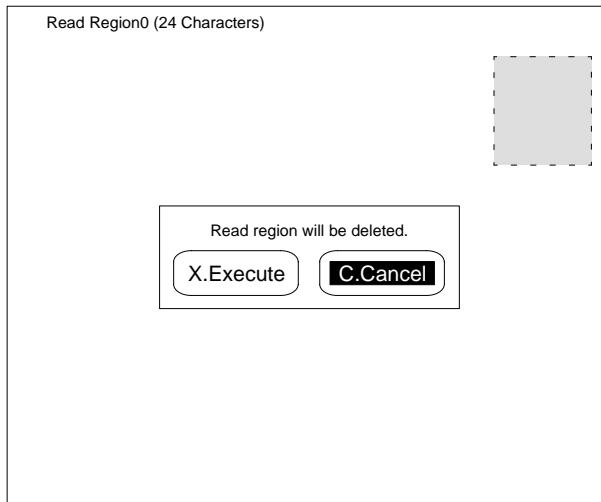 Read Region0 (24 Characters)
Read region will be deleted.
X.Execute C.Cancel